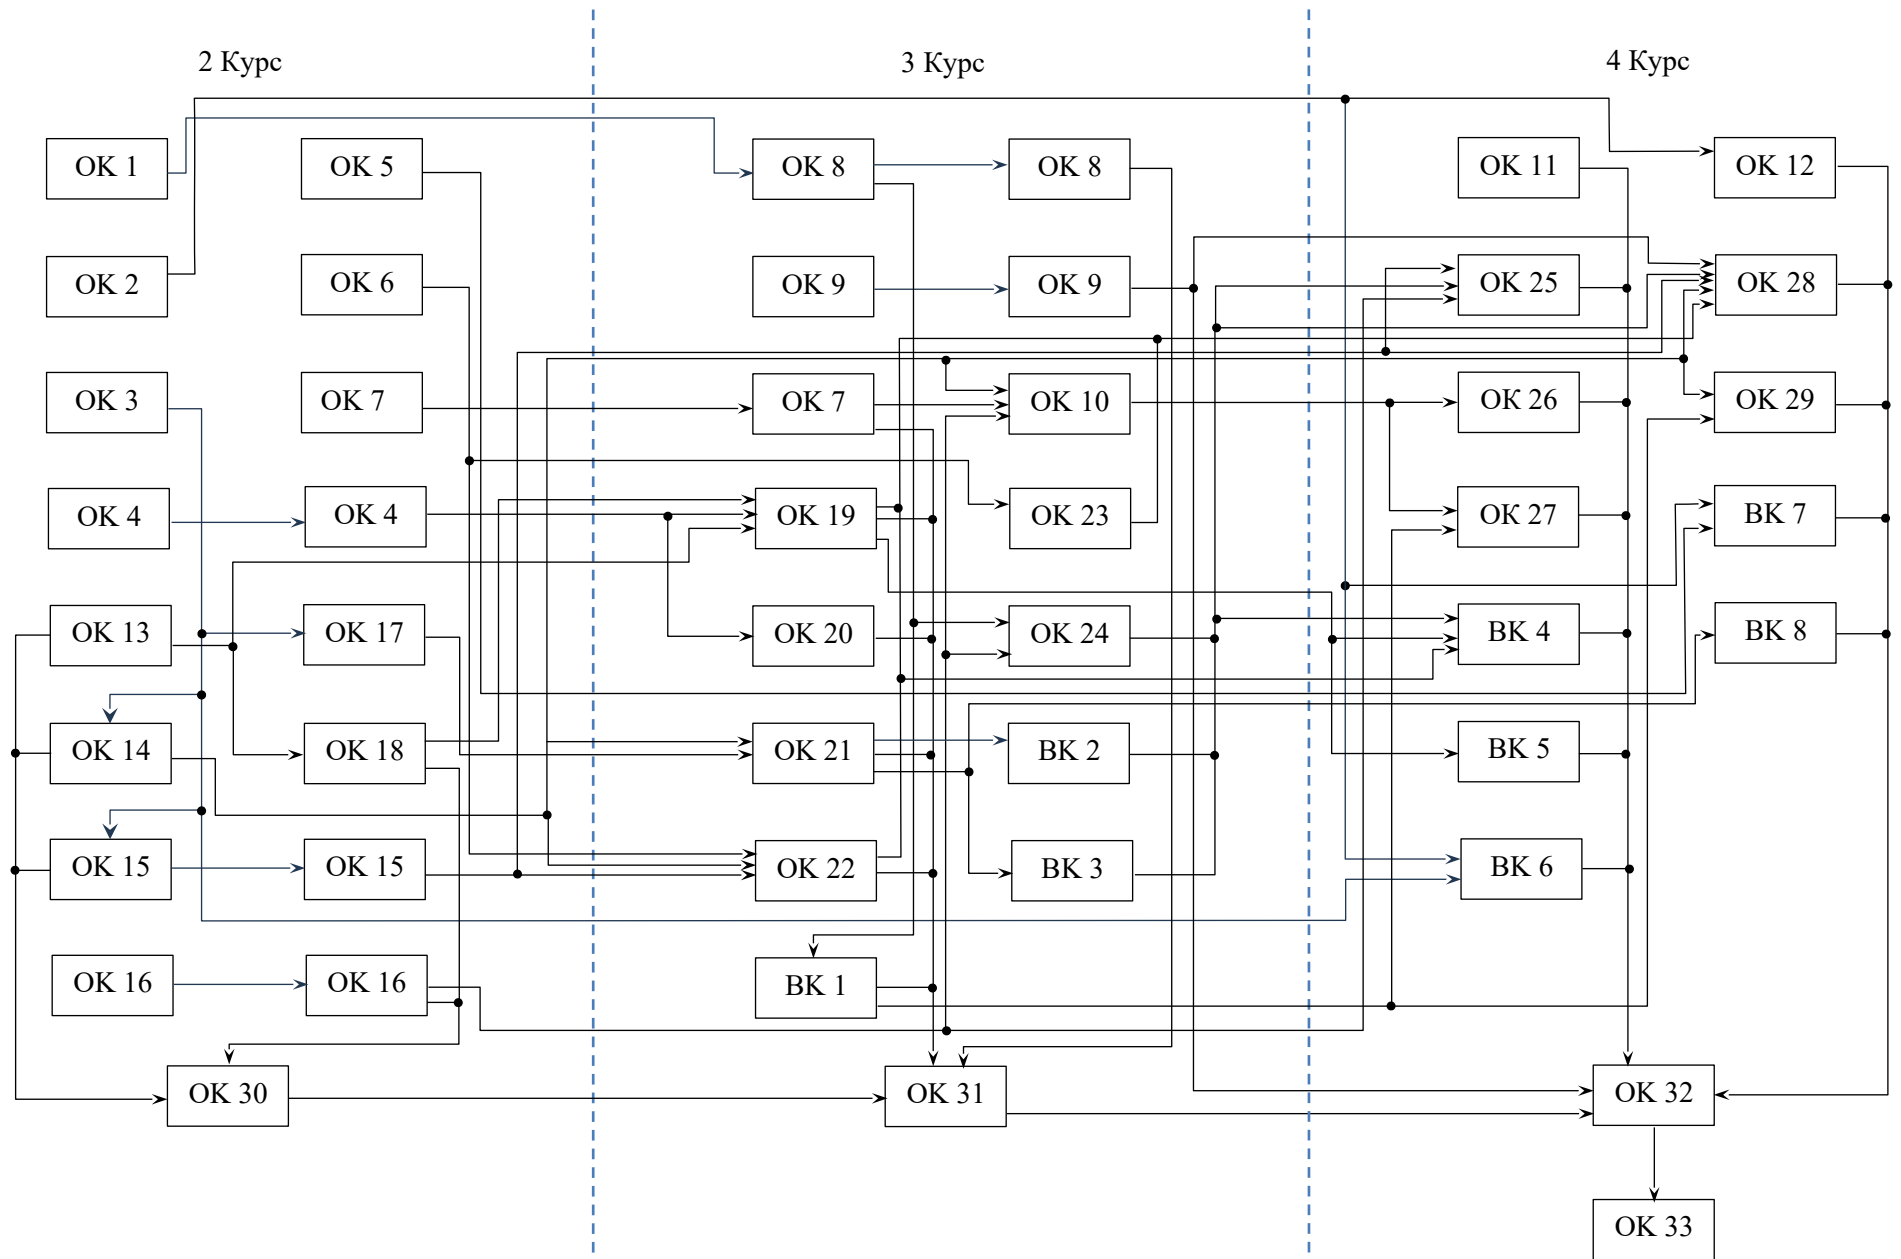 2 Курс
3 Курс
4 Курс
ОК 1
ОК 5
ОК 8
ОК 8
ОК 11
ОК 12
ОК 2
ОК 6
ОК 9
ОК 9
ОК 25
ОК 28
ОК 3
ОК 7
ОК 7
ОК 10
ОК 26
ОК 29
ОК 4
ОК 4
ОК 19
ОК 23
ОК 27
ВК 7
ОК 13
ОК 17
ОК 20
ОК 24
ВК 4
ВК 8
ОК 14
ОК 18
ОК 21
ВК 2
ВК 5
ОК 15
ОК 15
ОК 22
ВК 3
ВК 6
ОК 16
ОК 16
ВК 1
ОК 30
ОК 31
ОК 32
ОК 33